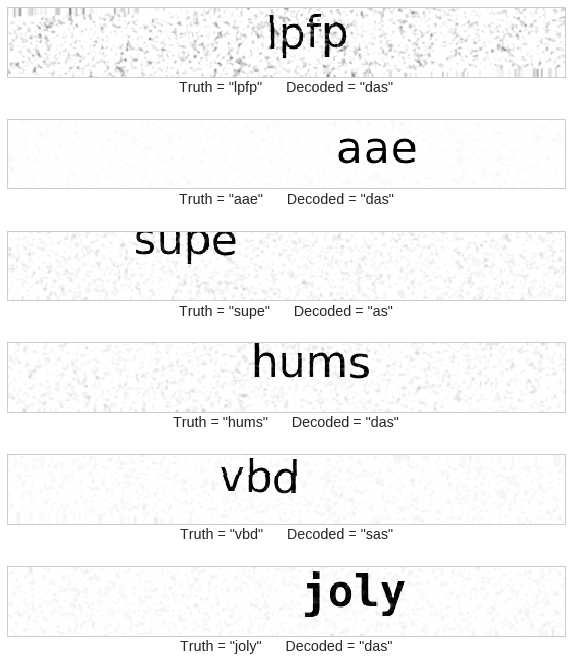 lpfp
Truth = "lpfp" Decoded = "das"
aae
Truth = "aae" Decoded = "das"
supe
Truth = "supe" Decoded = "as"
hums
Truth = "hums" Decoded = "das"
vbd
Truth = "vbd" Decoded = "sas"
joly
Truth = "joly" Decoded = "das"